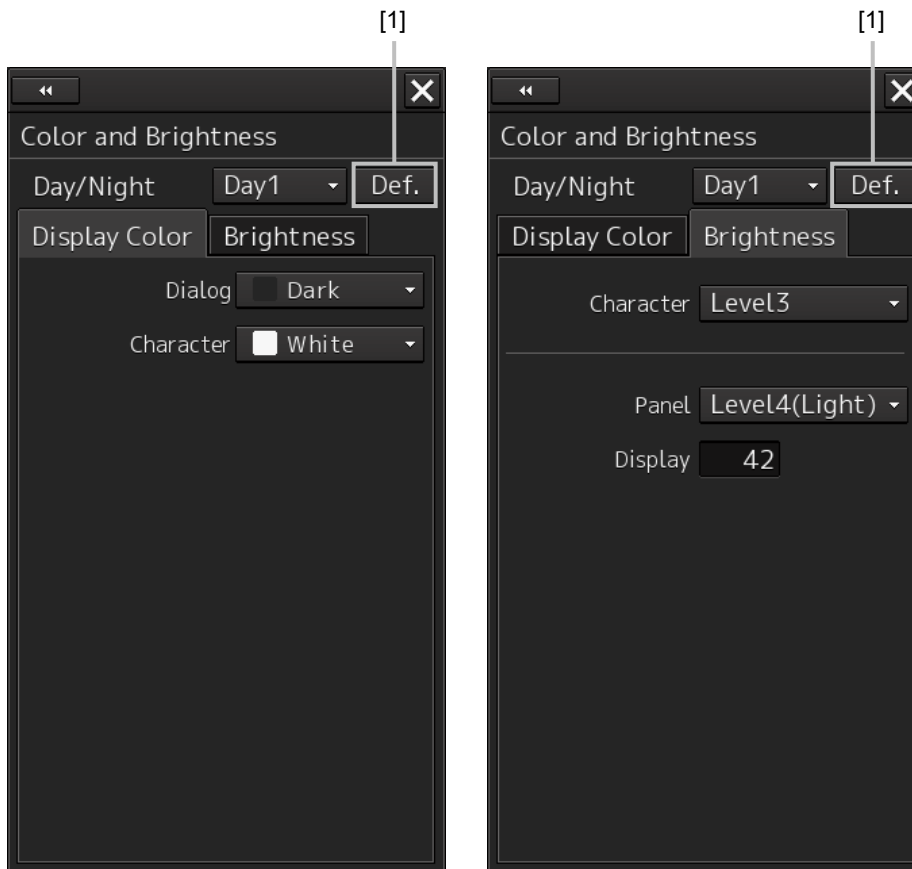 [1]
Color and Brightness
Day/Night Day1 Def.
Display Color Brightness
Dialog Dark
Character White
[1]
Color and Brightness
Day/Night Day1 Def.
Display Color Brightness
Character Level3
Panel Level4(Light)
Display 42